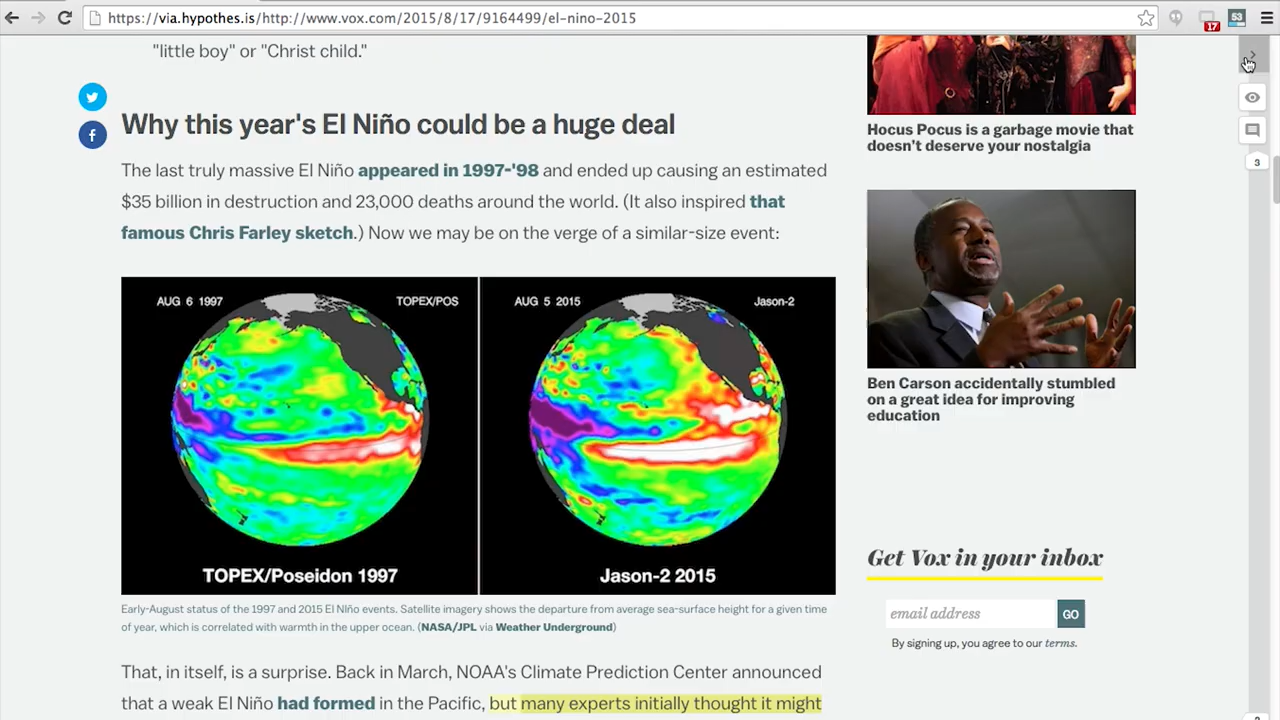 https://via.hypothes.is/http://www.vox.com/2015/8/17/9164499/el-nino-2015
17
53
"little boy" or "Christ child."
Why this year's El Niño could be a huge deal
The last truly massive El Niño appeared in 1997-'98 and ended up causing an estimated
$35 billion in destruction and 23,000 deaths around the world. (It also inspired that
famous Chris Farley sketch.) Now we may be on the verge of a similar-size event:
AUG 6 1997 TOPEX/POS
AUG 5 2015 Jason-2
TOPEX/Poseidon 1997
Jason-2 2015
Early-August status of the 1997 and 2015 El Niño events. Satellite imagery shows the departure from average sea-surface height for a given time
of year, which is correlated with warmth in the upper ocean. (NASA/JPL via Weather Underground)
That, in itself, is a surprise. Back in March, NOAA's Climate Prediction Center announced
that a weak El Niño had formed in the Pacific, but many experts initially thought it might
Hocus Pocus is a garbage movie that
doesn't deserve your nostalgia
Ben Carson accidentally stumbled
on a great idea for improving
education
Get Vox in your inbox
email address GO
By signing up, you agree to our terms.
3